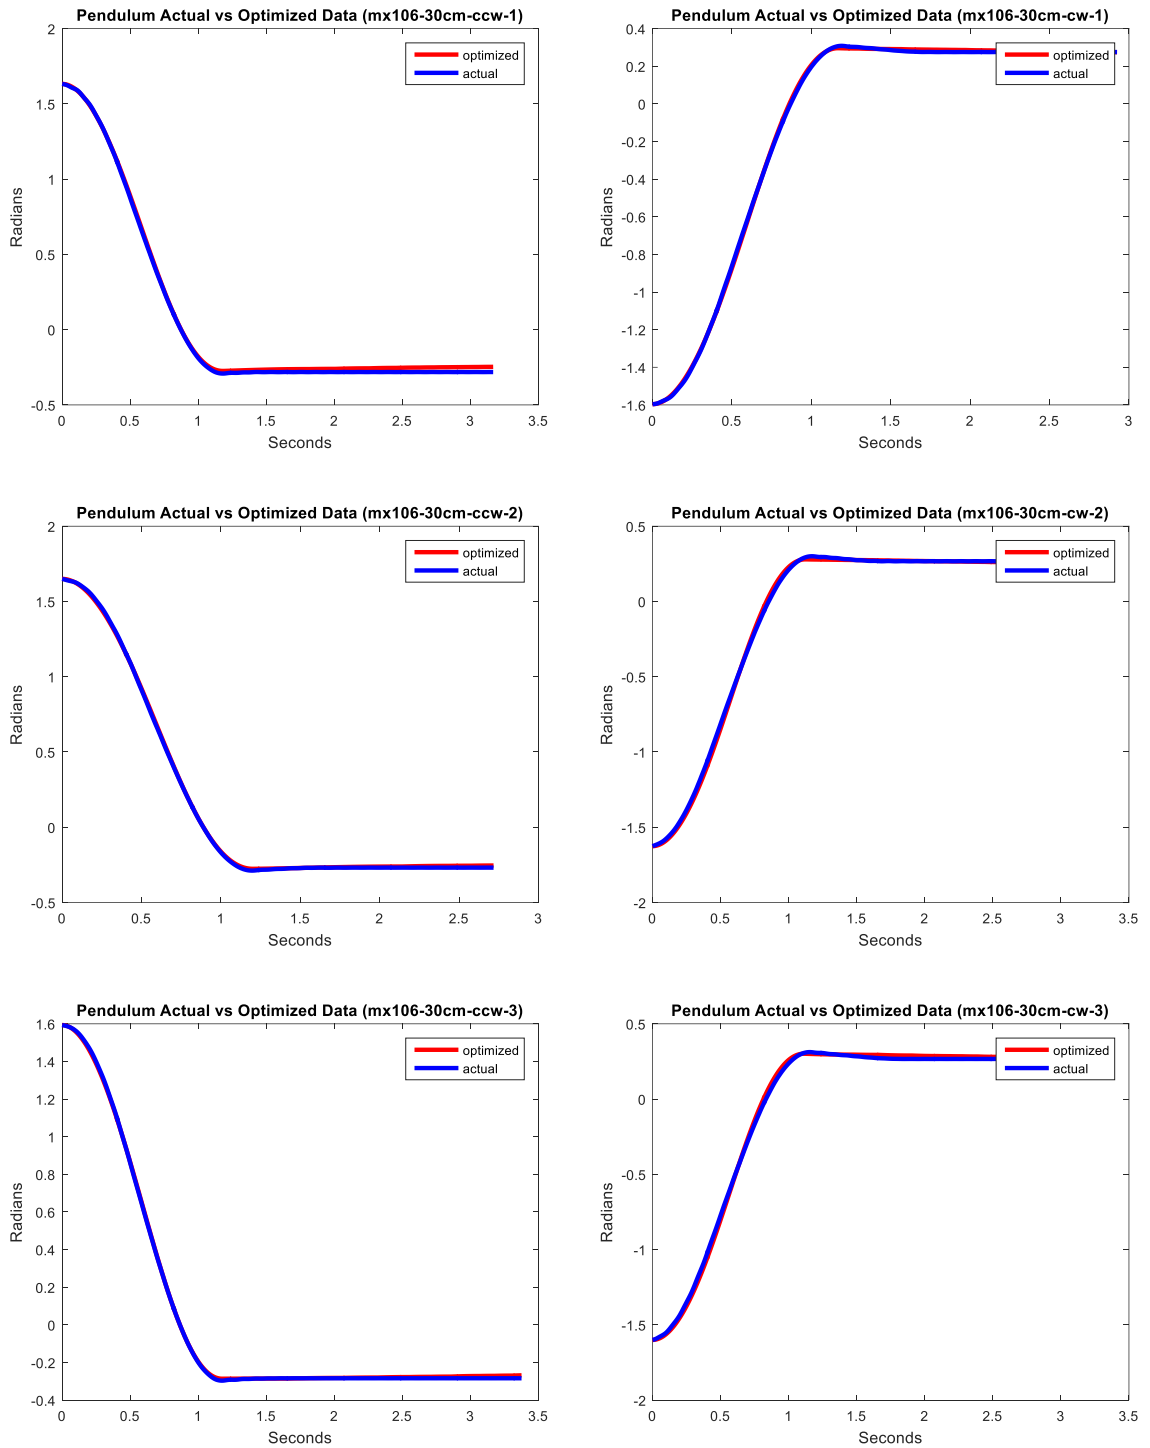 Pendulum Actual vs Optimized Data (mx106-30cm-ccw-1)
2
1.5
1
0.5
0
-0.5
Radians
optimized
actual
0 0.5 1 1.5 2 2.5 3 3.5
Seconds
Pendulum Actual vs Optimized Data (mx106-30cm-cw-1)
0.4
0.2
0
-0.2
-0.4
-0.6
-0.8
-1
-1.2
-1.4
-1.6
Radians
optimized
actual
0 0.5 1 1.5 2 2.5 3
Seconds
Pendulum Actual vs Optimized Data (mx106-30cm-ccw-2)
2
1.5
1
0.5
0
-0.5
Radians
optimized
actual
0 0.5 1 1.5 2 2.5 3
Seconds
Pendulum Actual vs Optimized Data (mx106-30cm-cw-2)
0.5
0
-0.5
-1
-1.5
-2
Radians
optimized
actual
0 0.5 1 1.5 2 2.5 3 3.5
Seconds
Pendulum Actual vs Optimized Data (mx106-30cm-ccw-3)
1.6
1.4
1.2
1
0.8
0.6
0.4
0.2
0
-0.2
-0.4
Radians
optimized
actual
0 0.5 1 1.5 2 2.5 3 3.5
Seconds
Pendulum Actual vs Optimized Data (mx106-30cm-cw-3)
0.5
0
-0.5
-1
-1.5
-2
Radians
optimized
actual
0 0.5 1 1.5 2 2.5 3 3.5
Seconds